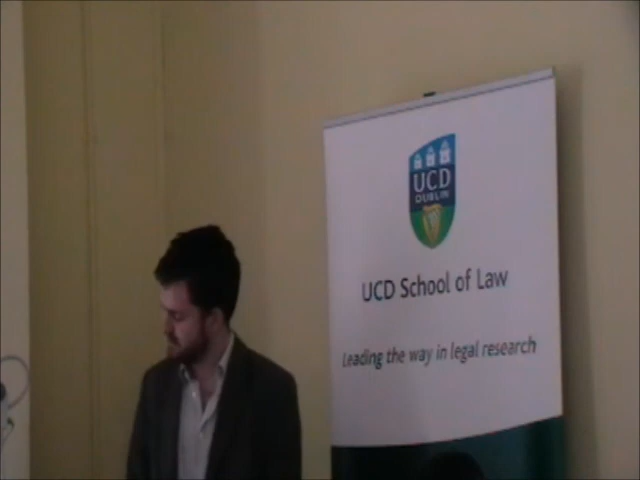 UCD
DUBLIN
UCD School of Law
Leading the way in legal research